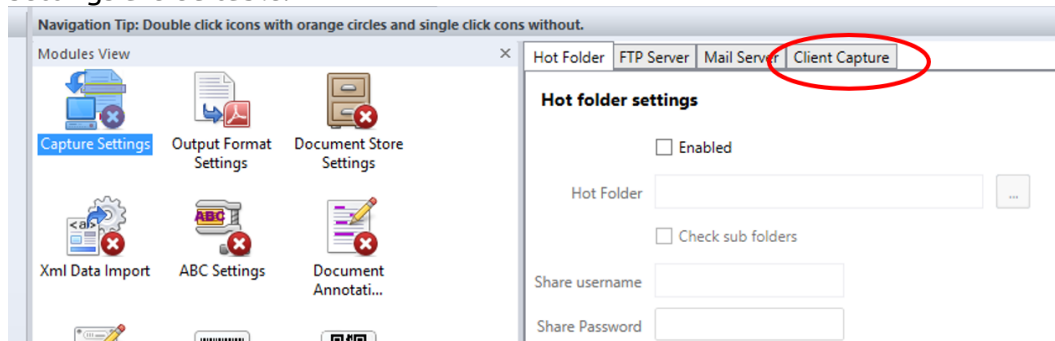 Navigation Tip: Double click icons with orange circles and single click cons without.
Modules View
Hot Folder FTP Server Mail Server Client Capture
Hot folder settings
Enabled
Hot Folder
...
Check sub folders
Share username
Share Password
Capture Settings
Output Format Settings
Document Store Settings
<ab>
ABC
Xml Data Import
ABC Settings
Document Annotati...